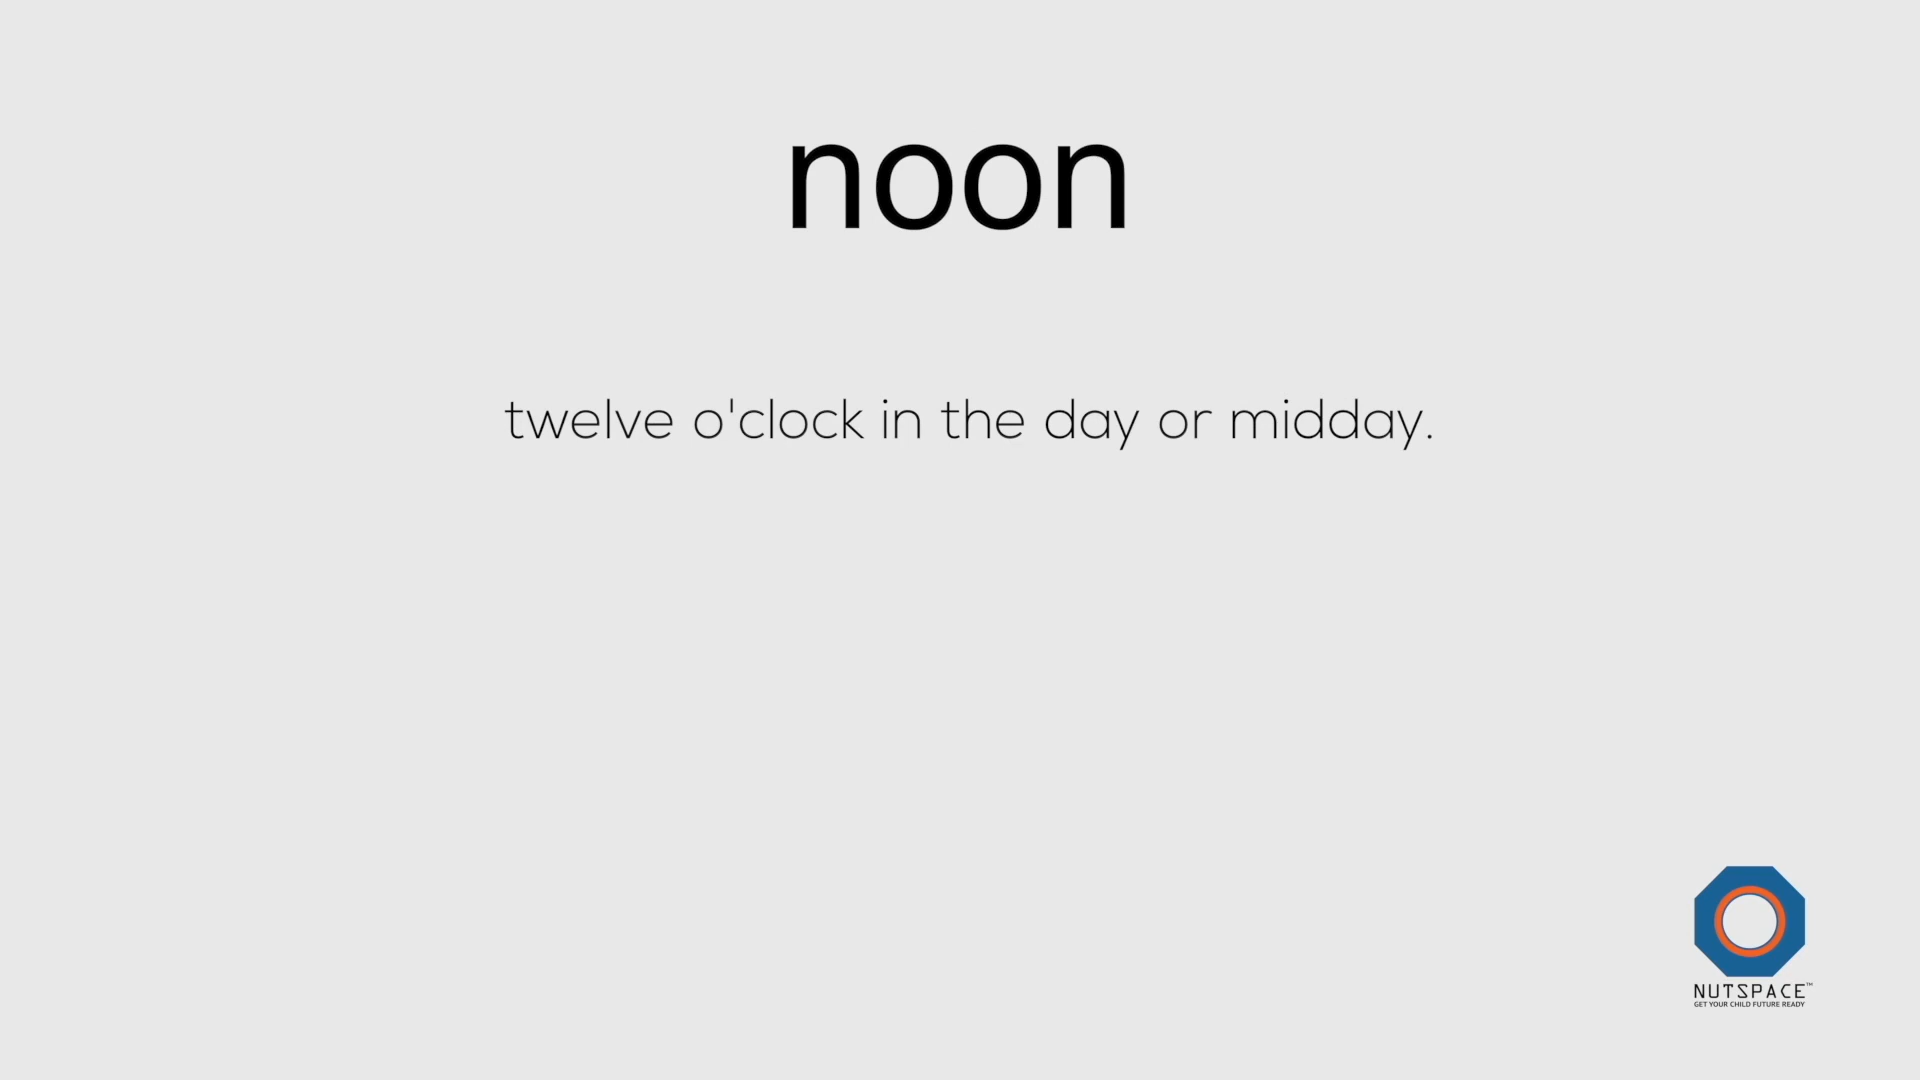 noon
twelve o'clock in the day or midday.
NUTSPACE™
GET YOUR CHILD FUTURE READY